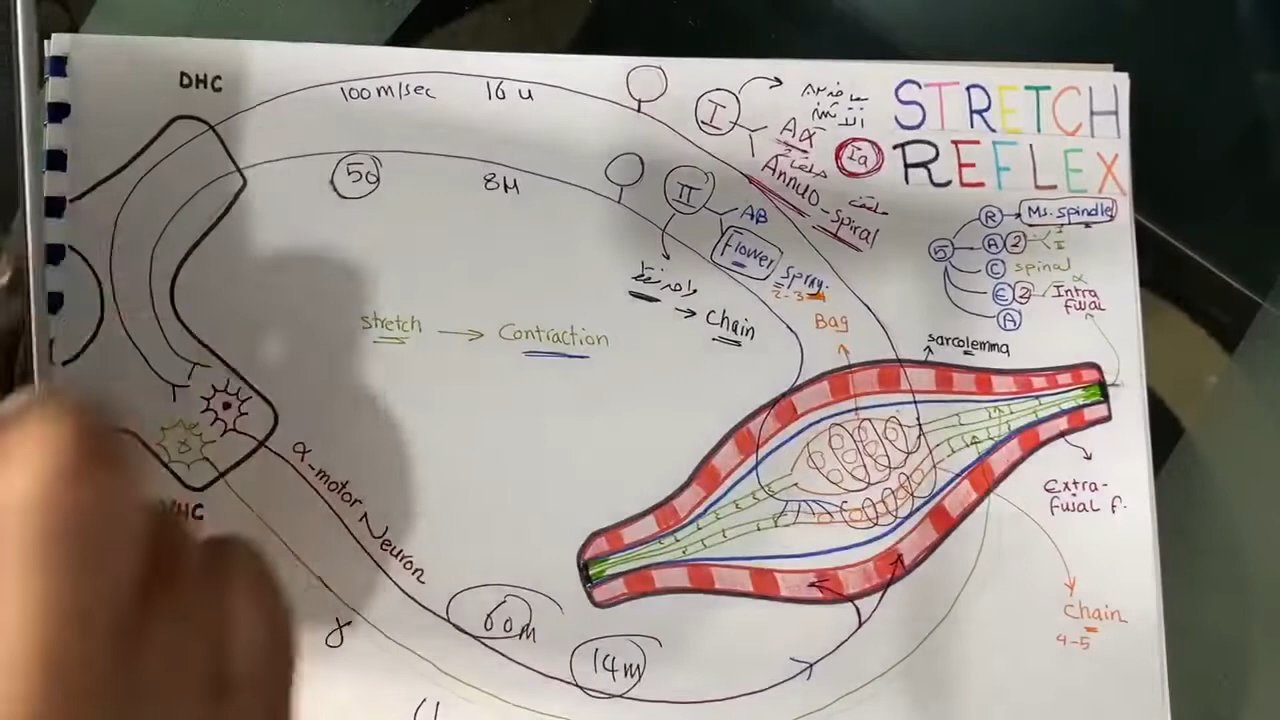 DHC
100 m/sec
16 u
I
Aα
Ia
Annulo-spiral
STRETCH
REFLEX
50
8M
II
AB
Flower
spray.
2-3
→ Chain
5
R → Ms. spindle
A 2
I
II
C spinal
E 2
α
Intra
fusal
A
stretch → Contraction
Bag
sarcolemma
Extra-
fusal f.
Chain
4-5
α-motor Neuron
VHC
γ
60m
14m